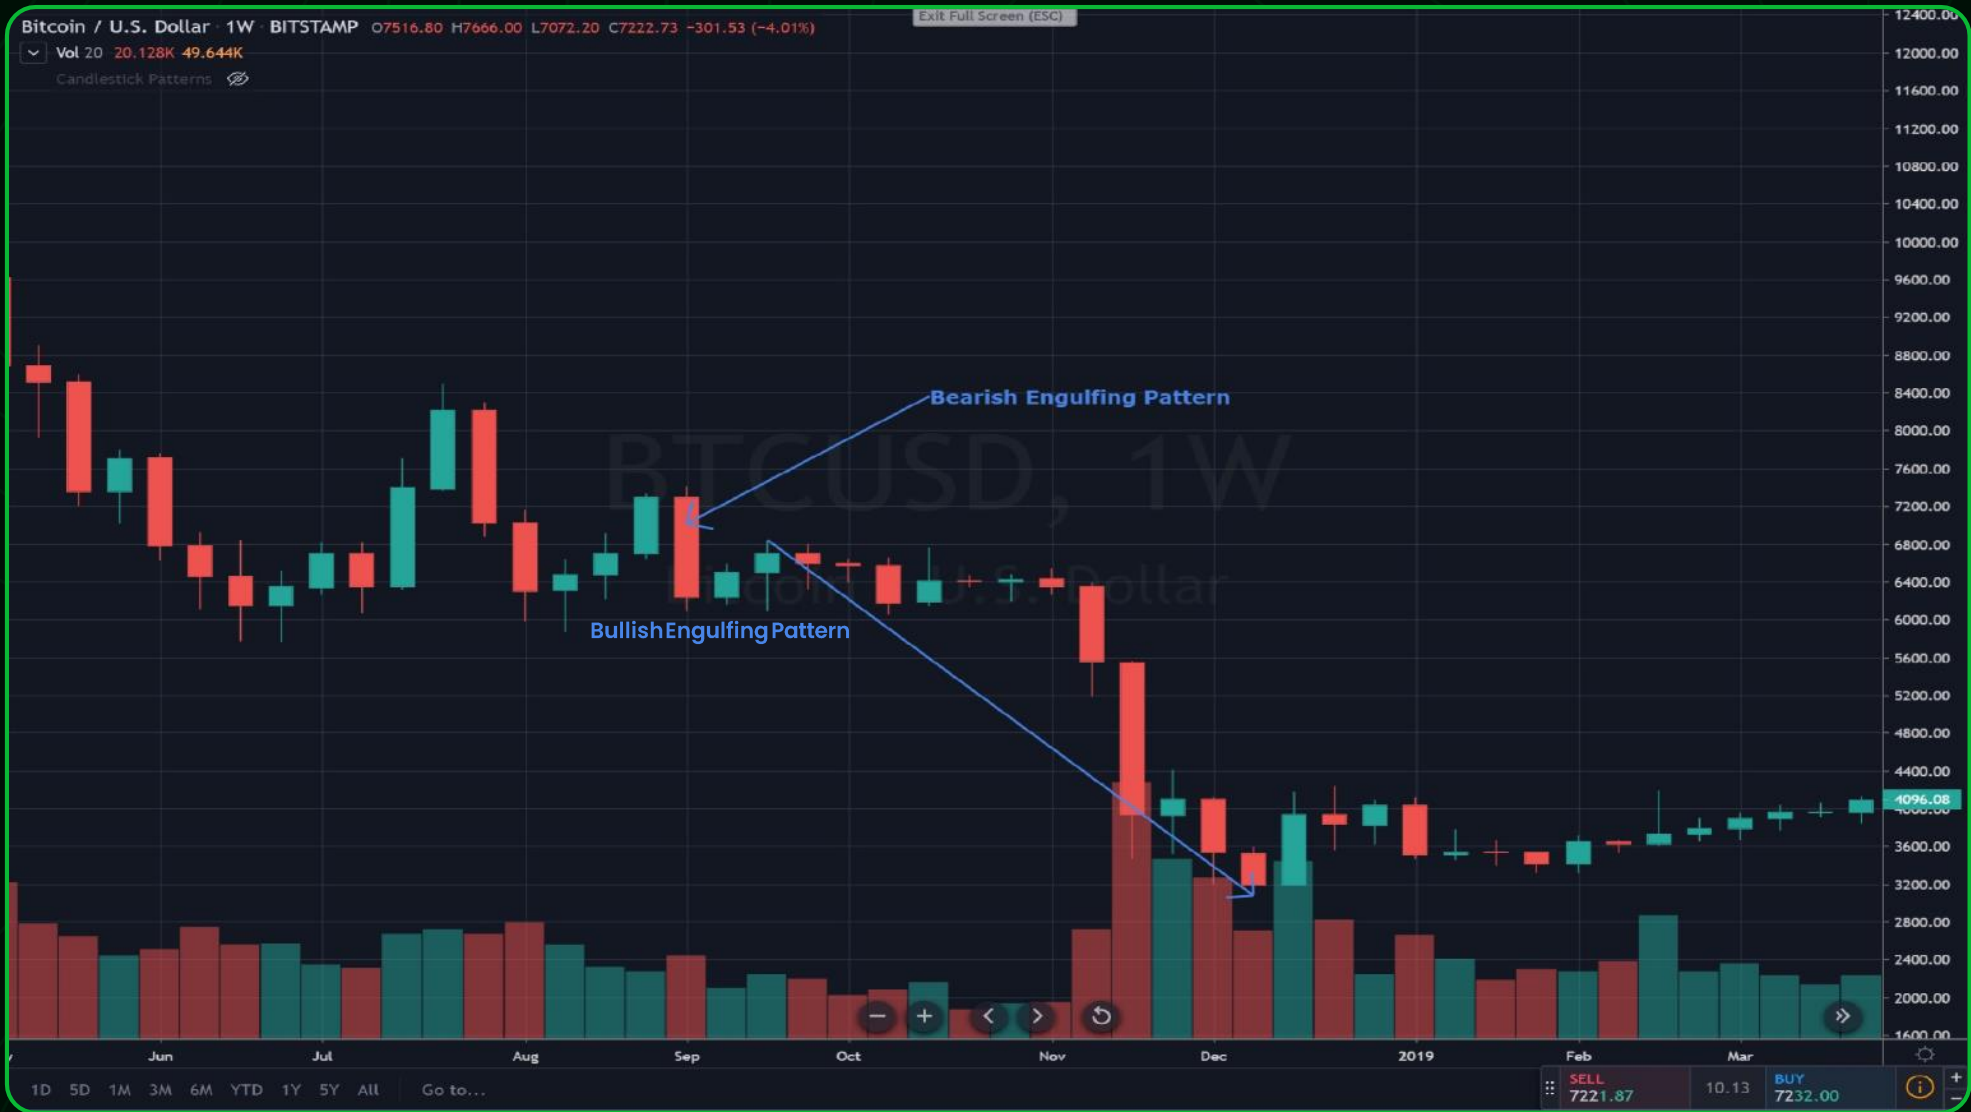 Exit Full Screen (ESC)
Bitcoin / U.S. Dollar · 1W · BITSTAMP O7516.80 H7666.00 L7072.20 C7222.73 −301.53 (−4.01%)
Vol 20 20.128K 49.644K
Candlestick Patterns
12400.00
12000.00
11600.00
11200.00
10800.00
10400.00
10000.00
9600.00
9200.00
8800.00
8400.00
8000.00
7600.00
7200.00
6800.00
6400.00
6000.00
5600.00
5200.00
4800.00
4400.00
4096.08
4000.00
3600.00
3200.00
2800.00
2400.00
2000.00
1600.00
Bearish Engulfing Pattern
BTCUSD, 1W
Bitcoin / U.S. Dollar
Bullish Engulfing Pattern
Jun Jul Aug Sep Oct Nov Dec 2019 Feb Mar
1D 5D 1M 3M 6M YTD 1Y 5Y All Go to...
SELL
7221.87
10.13
BUY
7232.00